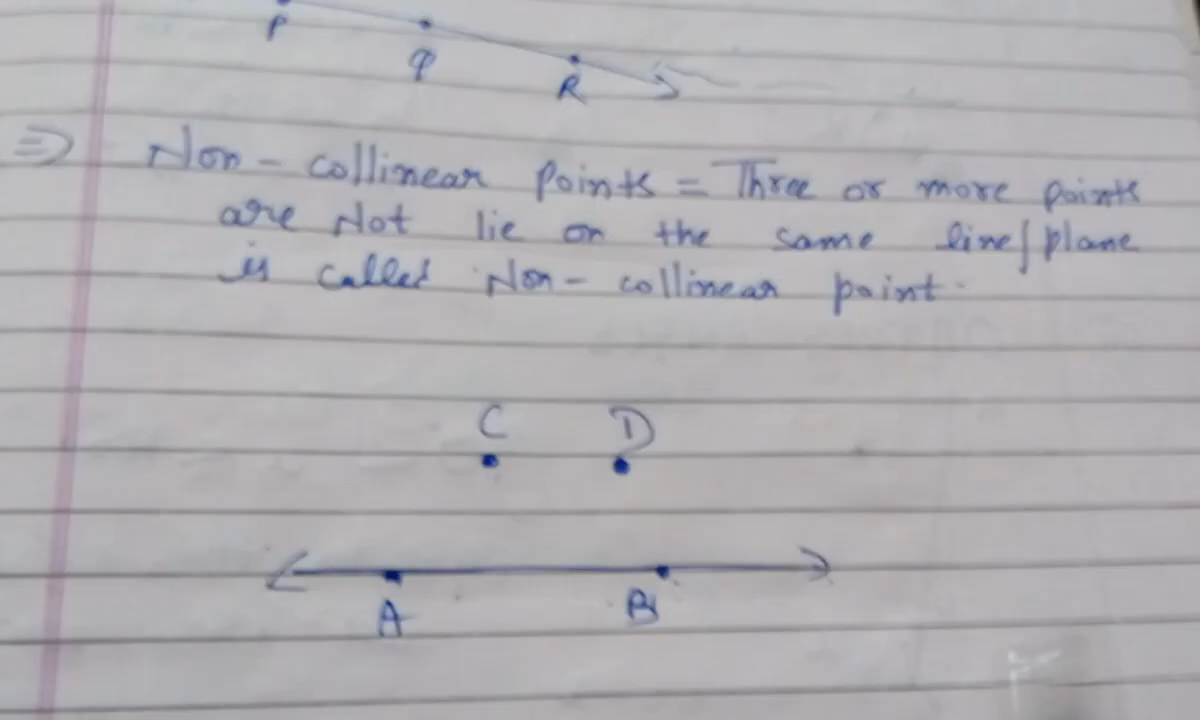 P
Q
R
⇒ Non - collinear points = Three or more points
are Not lie on the same line/plane
is called Non - collinear point.
C D
A B